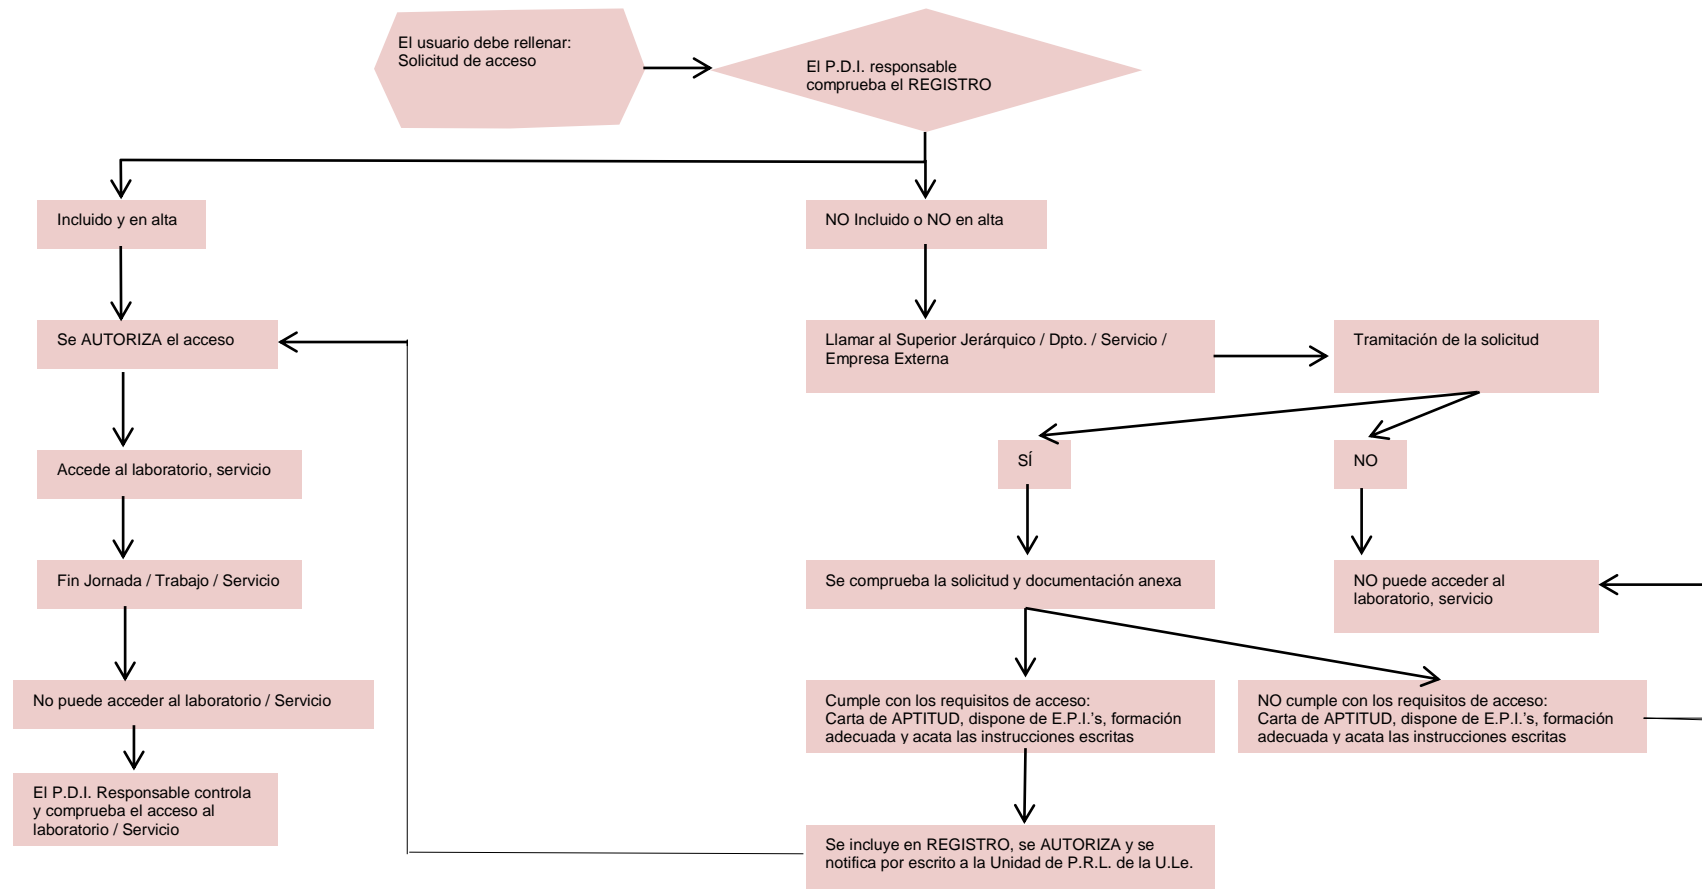 El usuario debe rellenar:
Solicitud de acceso
El P.D.I. responsable
comprueba el REGISTRO
Incluido y en alta
NO Incluido o NO en alta
Se AUTORIZA el acceso
Llamar al Superior Jerárquico / Dpto. / Servicio /
Empresa Externa
Tramitación de la solicitud
Accede al laboratorio, servicio
SÍ
NO
Fin Jornada / Trabajo / Servicio
Se comprueba la solicitud y documentación anexa
NO puede acceder al
laboratorio, servicio
No puede acceder al laboratorio / Servicio
Cumple con los requisitos de acceso:
Carta de APTITUD, dispone de E.P.I.'s, formación
adecuada y acata las instrucciones escritas
NO cumple con los requisitos de acceso:
Carta de APTITUD, dispone de E.P.I.'s, formación
adecuada y acata las instrucciones escritas
El P.D.I. Responsable controla
y comprueba el acceso al
laboratorio / Servicio
Se incluye en REGISTRO, se AUTORIZA y se
notifica por escrito a la Unidad de P.R.L. de la U.Le.